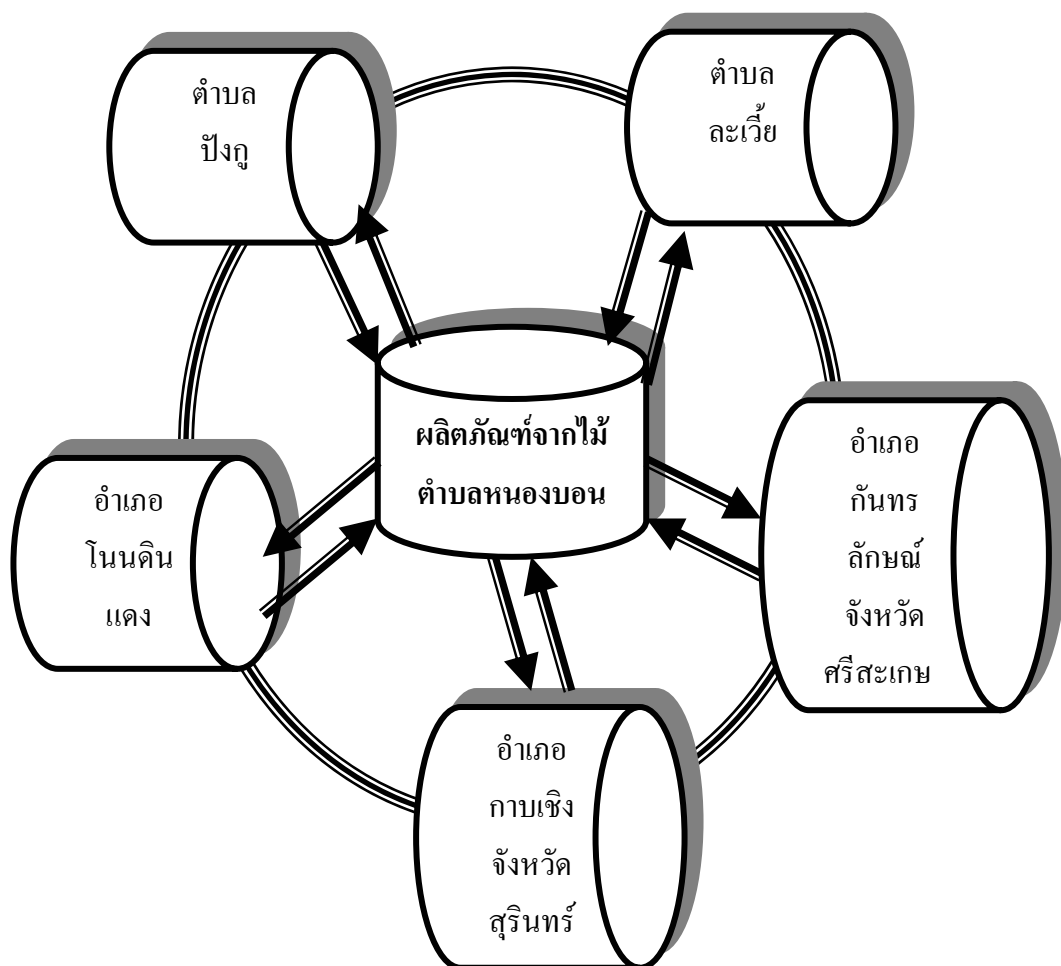 ตำบล
ปังกู
ตำบล
ละเวี้ย
ผลิตภัณฑ์จากไม้
ตำบลหนองบอน
อำเภอ
กันทร
ลักษณ์
จังหวัด
ศรีสะเกษ
อำเภอ
โนนดิน
แดง
อำเภอ
กาบเชิง
จังหวัด
สุรินทร์